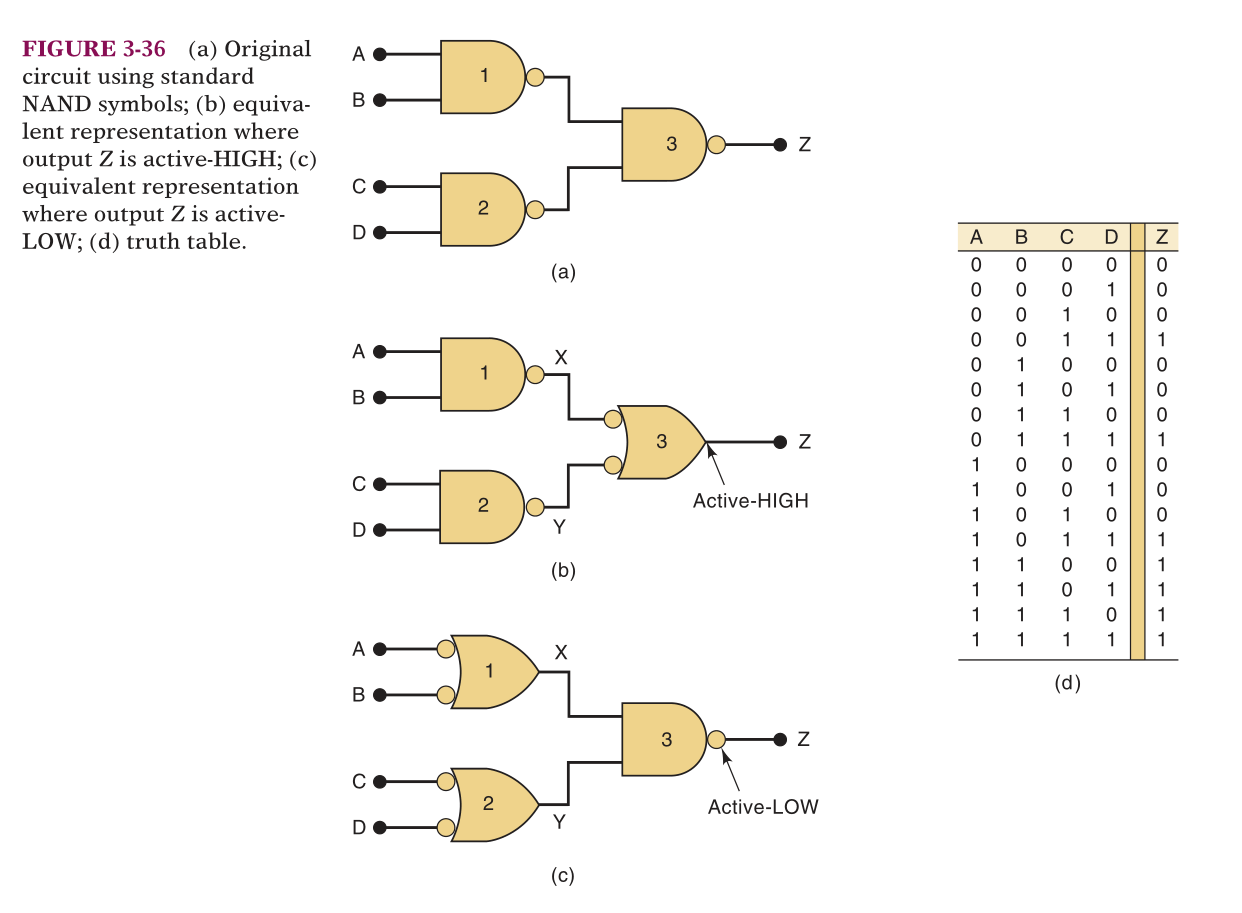 FIGURE 3-36 (a) Original
circuit using standard
NAND symbols; (b) equiva-
lent representation where
output Z is active-HIGH; (c)
equivalent representation
where output Z is active-
LOW; (d) truth table.
A
B
1
C
D
2
3
Z
(a)
A
B
1
X
C
D
2
Y
3
Z
Active-HIGH
(b)
A
B
1
X
C
D
2
Y
3
Z
Active-LOW
(c)
A B C D Z
0 0 0 0 0
0 0 0 1 0
0 0 1 0 0
0 0 1 1 1
0 1 0 0 0
0 1 0 1 0
0 1 1 0 0
0 1 1 1 1
1 0 0 0 0
1 0 0 1 0
1 0 1 0 0
1 0 1 1 1
1 1 0 0 1
1 1 0 1 1
1 1 1 0 1
1 1 1 1 1
(d)